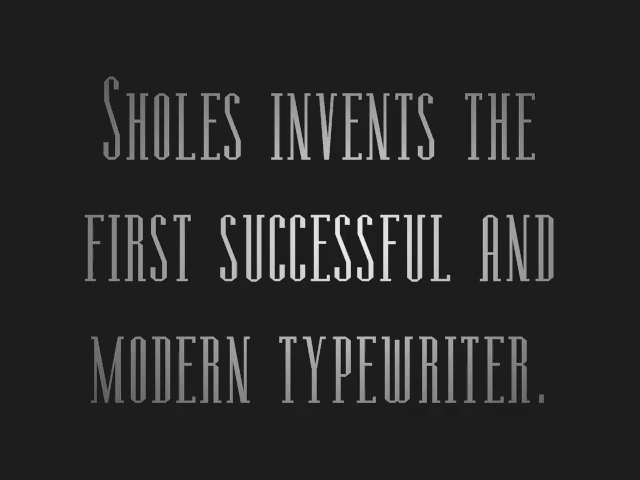 Sholes invents the
first successful and
modern typewriter.